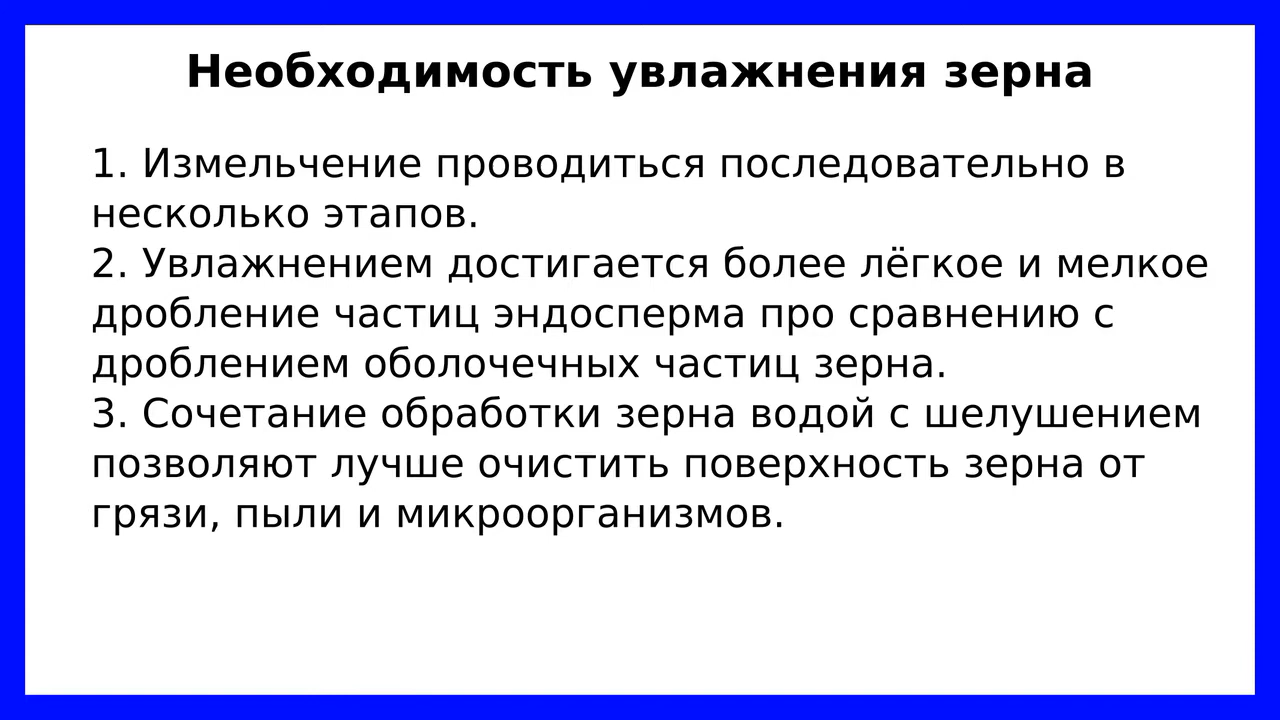 Необходимость увлажнения зерна
1. Измельчение проводиться последовательно в
несколько этапов.
2. Увлажнением достигается более лёгкое и мелкое
дробление частиц эндосперма про сравнению с
дроблением оболочечных частиц зерна.
3. Сочетание обработки зерна водой с шелушением
позволяют лучше очистить поверхность зерна от
грязи, пыли и микроорганизмов.